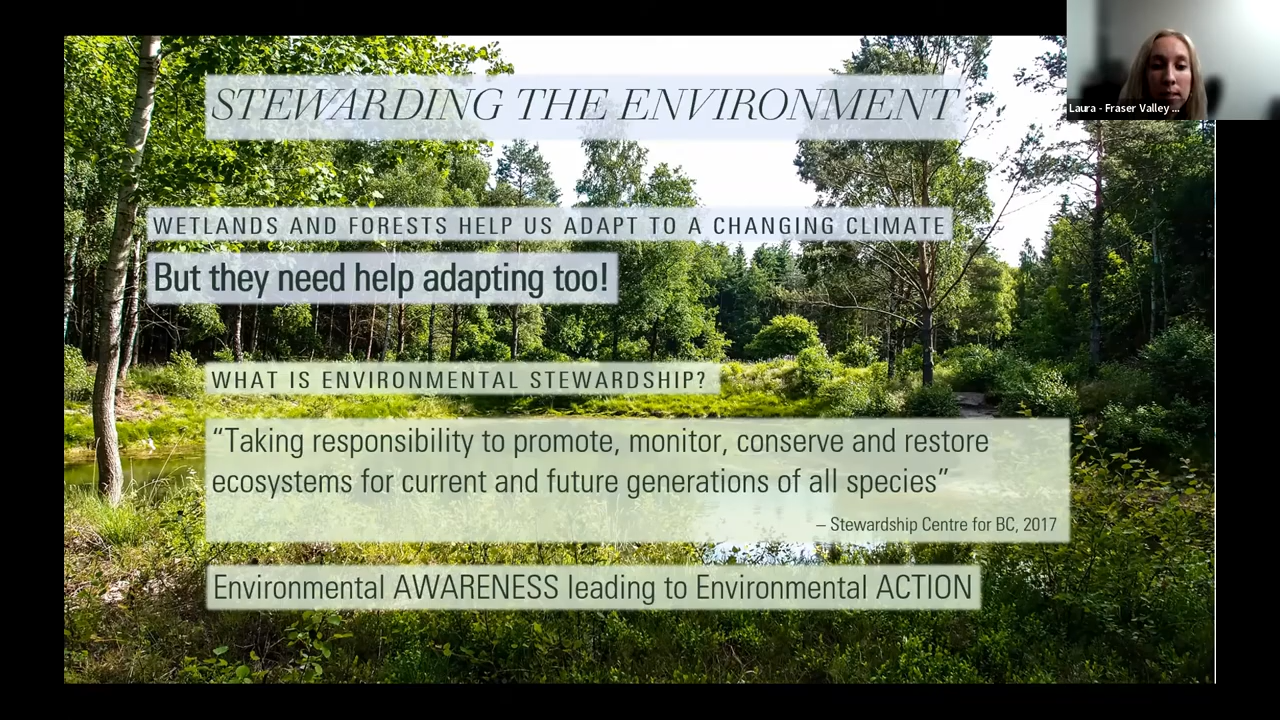 STEWARDING THE ENVIRONMENT
Laura - Fraser Valley ...
WETLANDS AND FORESTS HELP US ADAPT TO A CHANGING CLIMATE
But they need help adapting too!
WHAT IS ENVIRONMENTAL STEWARDSHIP?
“Taking responsibility to promote, monitor, conserve and restore
ecosystems for current and future generations of all species”
– Stewardship Centre for BC, 2017
Environmental AWARENESS leading to Environmental ACTION